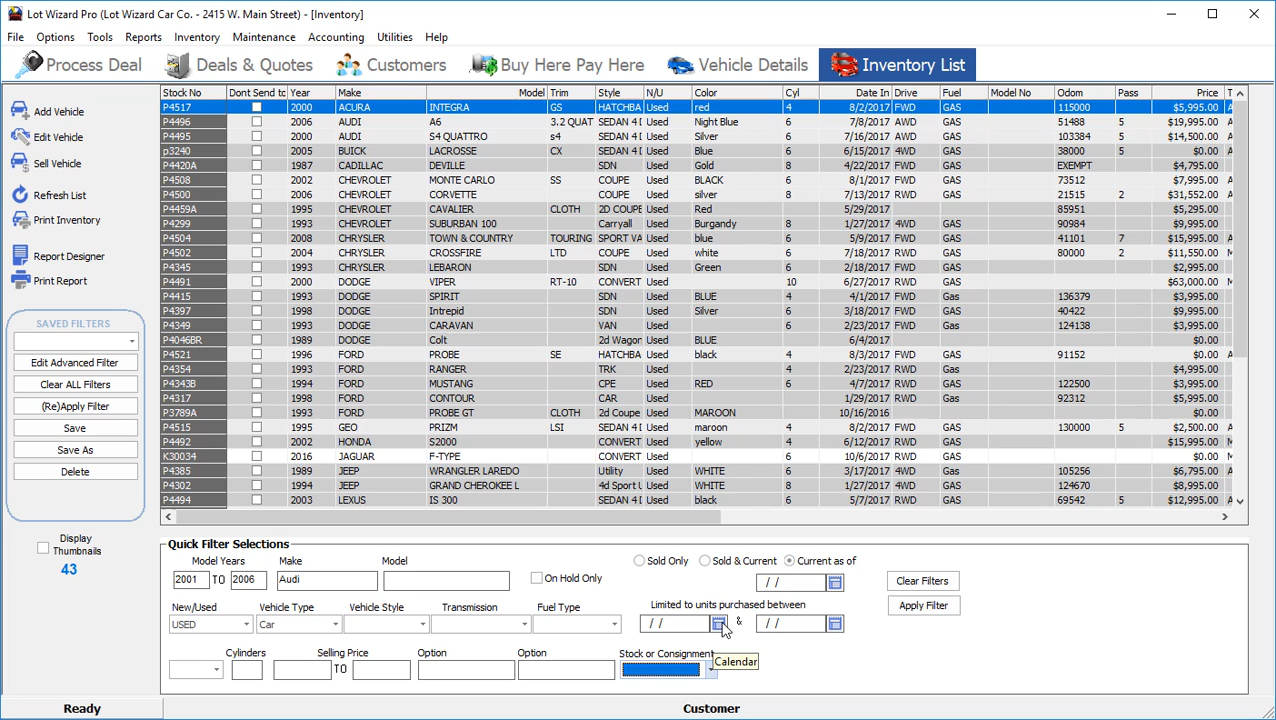 Lot Wizard Pro (Lot Wizard Car Co. - 2415 W. Main Street) - [Inventory]
File Options Tools Reports Inventory Maintenance Accounting Utilities Help
Process Deal Deals & Quotes Customers Buy Here Pay Here Vehicle Details Inventory List
Add Vehicle
Edit Vehicle
Sell Vehicle
Refresh List
Print Inventory
Report Designer
Print Report
SAVED FILTERS
Edit Advanced Filter
Clear ALL Filters
(Re)Apply Filter
Save
Save As
Delete
Display
Thumbnails
43
Stock No Dont Send to Year Make Model Trim Style N/U Color Cyl Date In Drive Fuel Model No Odom Pass Price T
P4517 2000 ACURA INTEGRA GS HATCHBA Used red 4 8/2/2017 FWD GAS 115000 $5,995.00 A
P4496 2006 AUDI A6 3.2 QUAT SEDAN 4 D Used Night Blue 6 7/8/2017 AWD GAS 51488 5 $19,995.00 A
P4495 2000 AUDI S4 QUATTRO s4 SEDAN 4 D Used Silver 6 7/16/2017 AWD GAS 103384 5 $14,500.00 A
p3240 2005 BUICK LACROSSE CX SEDAN 4 D Used Blue 6 6/15/2017 4WD GAS 38000 5 $0.00 A
P4420A 1987 CADILLAC DEVILLE SDN Used Gold 8 4/22/2017 FWD GAS EXEMPT $4,795.00
P4508 2002 CHEVROLET MONTE CARLO SS COUPE Used BLACK 6 8/2/2017 FWD GAS 73512 $7,995.00 A
P4500 2006 CHEVROLET CORVETTE COUPE Used silver 8 7/13/2017 RWD GAS 21515 2 $33,552.00 A
P4459A 1995 CHEVROLET CAVALIER CLOTH 2D COUPE Used Red 5/29/2017 85951 $5,295.00
P4299 1993 CHEVROLET SUBURBAN 100 Carryall Used Burgandy 8 1/23/2017 4WD GAS 90984 $9,995.00
P4504 2008 CHRYSLER TOWN & COUNTRY TOURING SPORT VA Used blue 6 5/9/2017 FWD GAS 41101 7 $15,995.00 A
P4502 2004 CHRYSLER CROSSFIRE LTD COUPE Used white 6 7/18/2017 RWD GAS 80000 2 $11,550.00 M
P4345 1993 CHRYSLER LEBARON SDN Used Green 6 2/18/2017 FWD GAS $2,995.00
P4491 2000 DODGE VIPER RT-10 CONVERT Used 10 6/27/2017 RWD GAS $63,000.00 M
P4415 1993 DODGE SPIRIT SDN Used BLUE 4 4/1/2017 FWD Gas 136379 $3,995.00
P4397 1998 DODGE Intrepid SDN Used Silver 6 3/18/2017 FWD GAS 40422 $9,995.00
P4349 1993 DODGE CARAVAN VAN Used 6 2/23/2017 FWD Gas 124138 $3,995.00
P4046BR 1989 DODGE Colt 2d Wagon Used BLUE 6/4/2017 $0.00
P4521 1996 FORD PROBE SE HATCHBA Used black 4 8/3/2017 FWD GAS 91152 $0.00 A
P4354 1993 FORD RANGER TRK Used 4 2/23/2017 RWD GAS $4,995.00
P4343B 1994 FORD MUSTANG CPE Used RED 6 4/7/2017 RWD GAS 122500 $3,995.00
P4317 1998 FORD CONTOUR CAR Used 4 2/7/2017 FWD GAS 92312 $5,995.00
P3789A 1993 FORD PROBE GT CLOTH 2d Coupe Used MAROON 10/16/2016 $0.00
P4515 1995 GEO PRIZM LSI SEDAN 4 D Used maroon 4 8/2/2017 FWD GAS 130000 5 $2,500.00 A
P4492 2002 HONDA S2000 CONVERT Used yellow 4 6/12/2017 RWD GAS $15,995.00 M
K30034 2016 JAGUAR F-TYPE CONVERT Used 6 10/6/2017 RWD GAS $0.00 M
P4385 1989 JEEP WRANGLER LAREDO Utility Used WHITE 6 3/17/2017 4WD Gas 105256 $6,795.00 A
P4302 1994 JEEP GRAND CHEROKEE L 4d Sport U Used WHITE 8 1/27/2017 4WD GAS 124670 $8,995.00
P4494 2003 LEXUS IS 300 SEDAN 4 D Used black 6 5/7/2017 RWD GAS 69542 5 $12,995.00 A
Quick Filter Selections
Model Years Make Model
2001 TO 2006 Audi
On Hold Only
Sold Only Sold & Current Current as of
/ /
Clear Filters
New/Used Vehicle Type Vehicle Style Transmission Fuel Type
USED Car
Limited to units purchased between
/ / & / /
Apply Filter
Cylinders Selling Price Option Option Stock or Consignment
TO
Calendar
Ready Customer